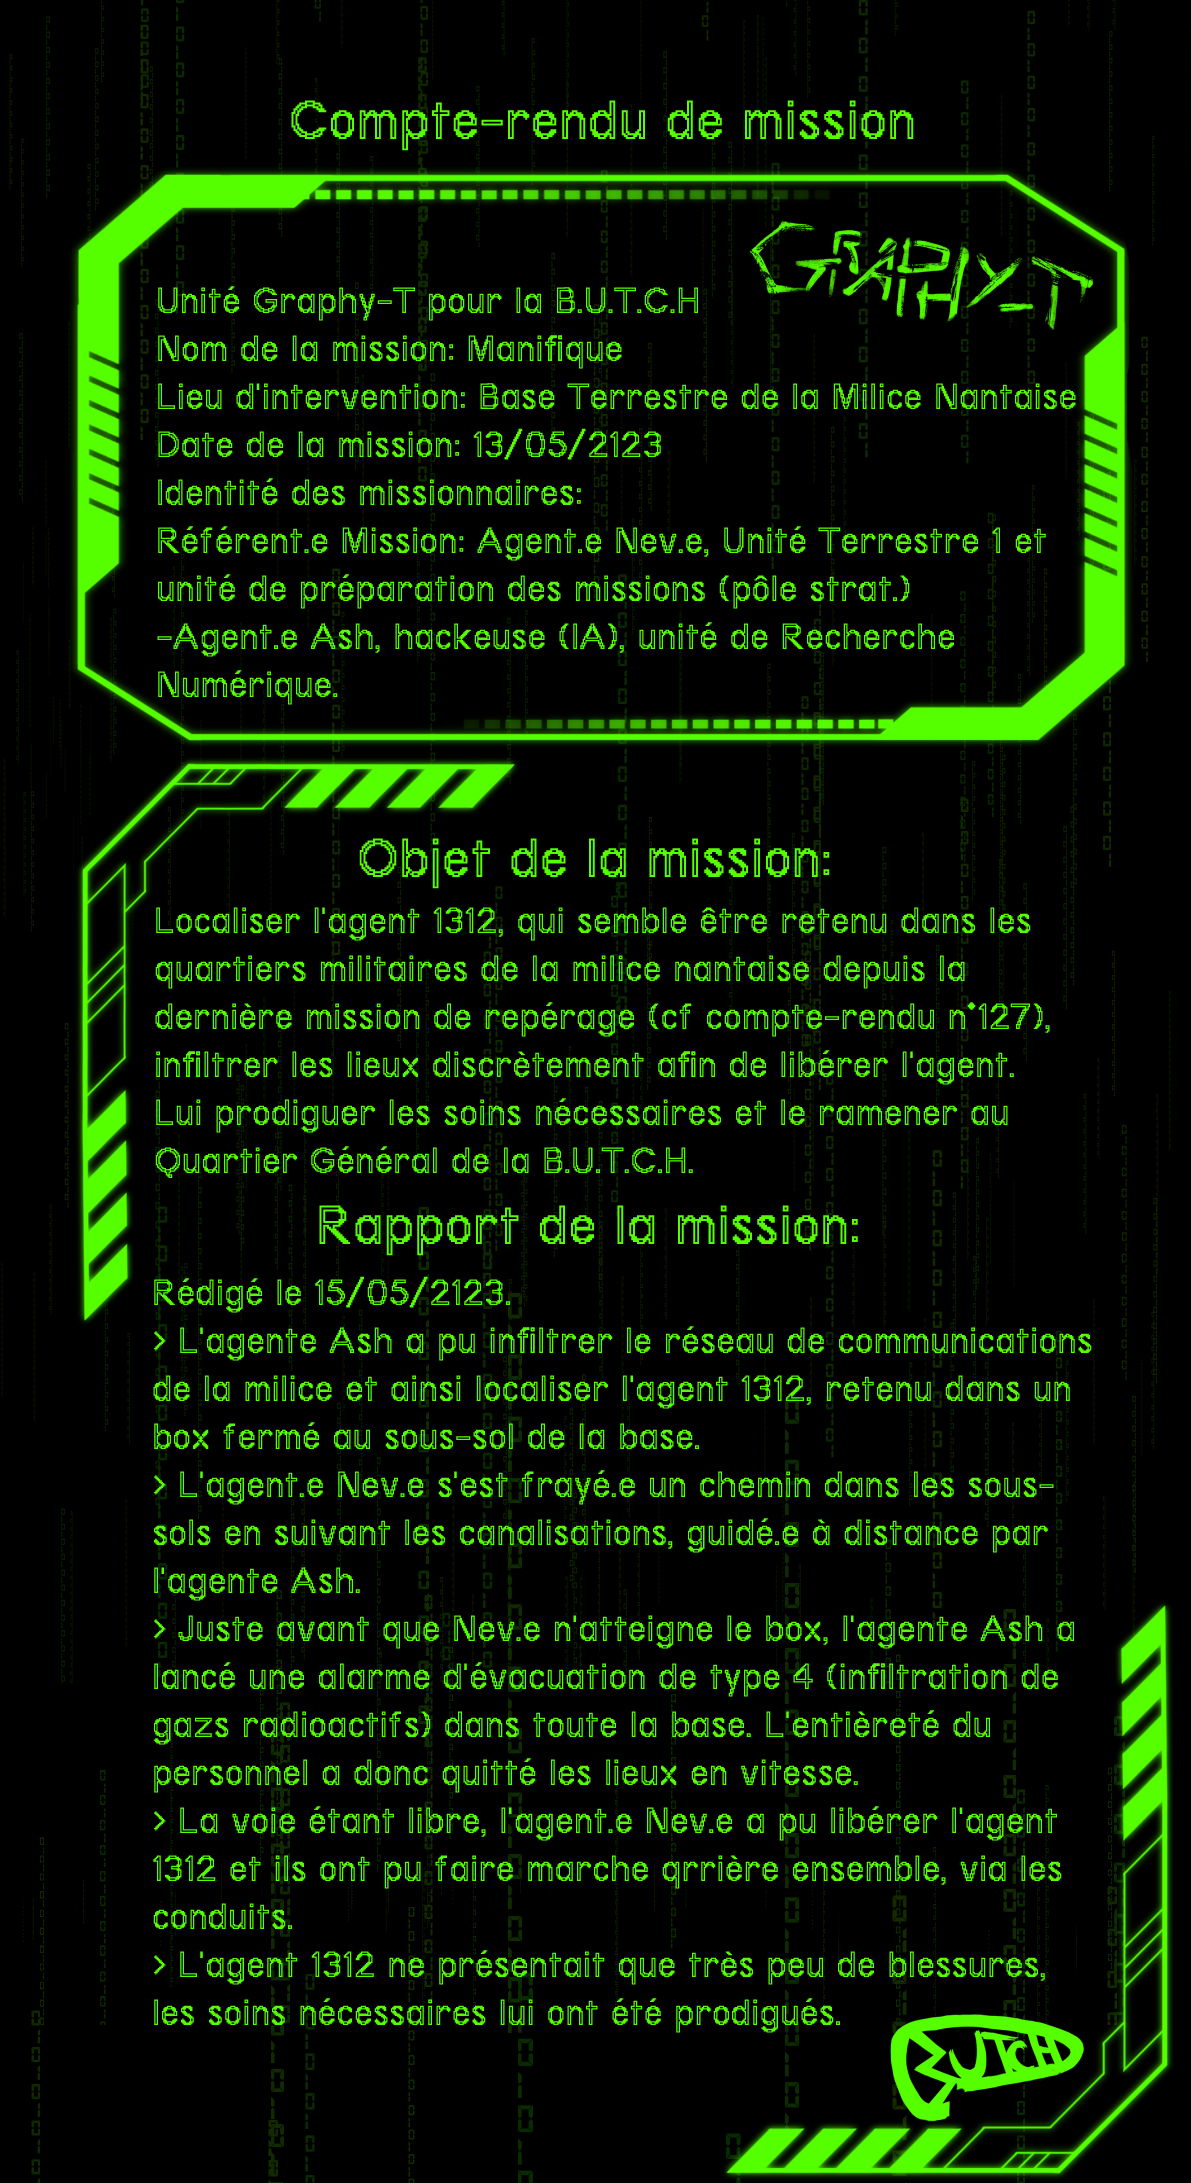 Compte-rendu de mission
GRAPHY-T
Unité Graphy-T pour la B.U.T.C.H
Nom de la mission: Manifique
Lieu d'intervention: Base Terrestre de la Milice Nantaise
Date de la mission: 13/05/2123
Identité des missionnaires:
Référent.e Mission: Agent.e Nev.e, Unité Terrestre 1 et
unité de préparation des missions (pôle strat.)
-Agent.e Ash, hackeuse (IA), unité de Recherche
Numérique.
Objet de la mission:
Localiser l'agent 1312, qui semble être retenu dans les
quartiers militaires de la milice nantaise depuis la
dernière mission de repérage (cf compte-rendu n°127),
infiltrer les lieux discrètement afin de libérer l'agent.
Lui prodiguer les soins nécessaires et le ramener au
Quartier Général de la B.U.T.C.H.
Rapport de la mission:
Rédigé le 15/05/2123.
> L'agente Ash a pu infiltrer le réseau de communications
de la milice et ainsi localiser l'agent 1312, retenu dans un
box fermé au sous-sol de la base.
> L'agent.e Nev.e s'est frayé.e un chemin dans les sous-
sols en suivant les canalisations, guidé.e à distance par
l'agente Ash.
> Juste avant que Nev.e n'atteigne le box, l'agente Ash a
lancé une alarme d'évacuation de type 4 (infiltration de
gazs radioactifs) dans toute la base. L'entièreté du
personnel a donc quitté les lieux en vitesse.
> La voie étant libre, l'agent.e Nev.e a pu libérer l'agent
1312 et ils ont pu faire marche qrrière ensemble, via les
conduits.
> L'agent 1312 ne présentait que très peu de blessures,
les soins nécessaires lui ont été prodigués.
BUTCH